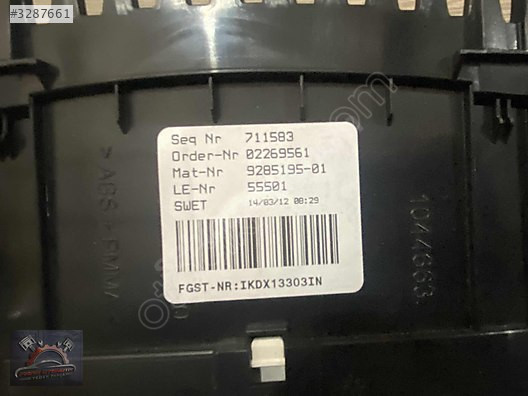 #3287661
Seq Nr 711583
Order-Nr 02269561
Mat-Nr 9285195-01
LE-Nr 55501
SWET 14/03/12 08:29
FGST-NR:IKDX13303IN